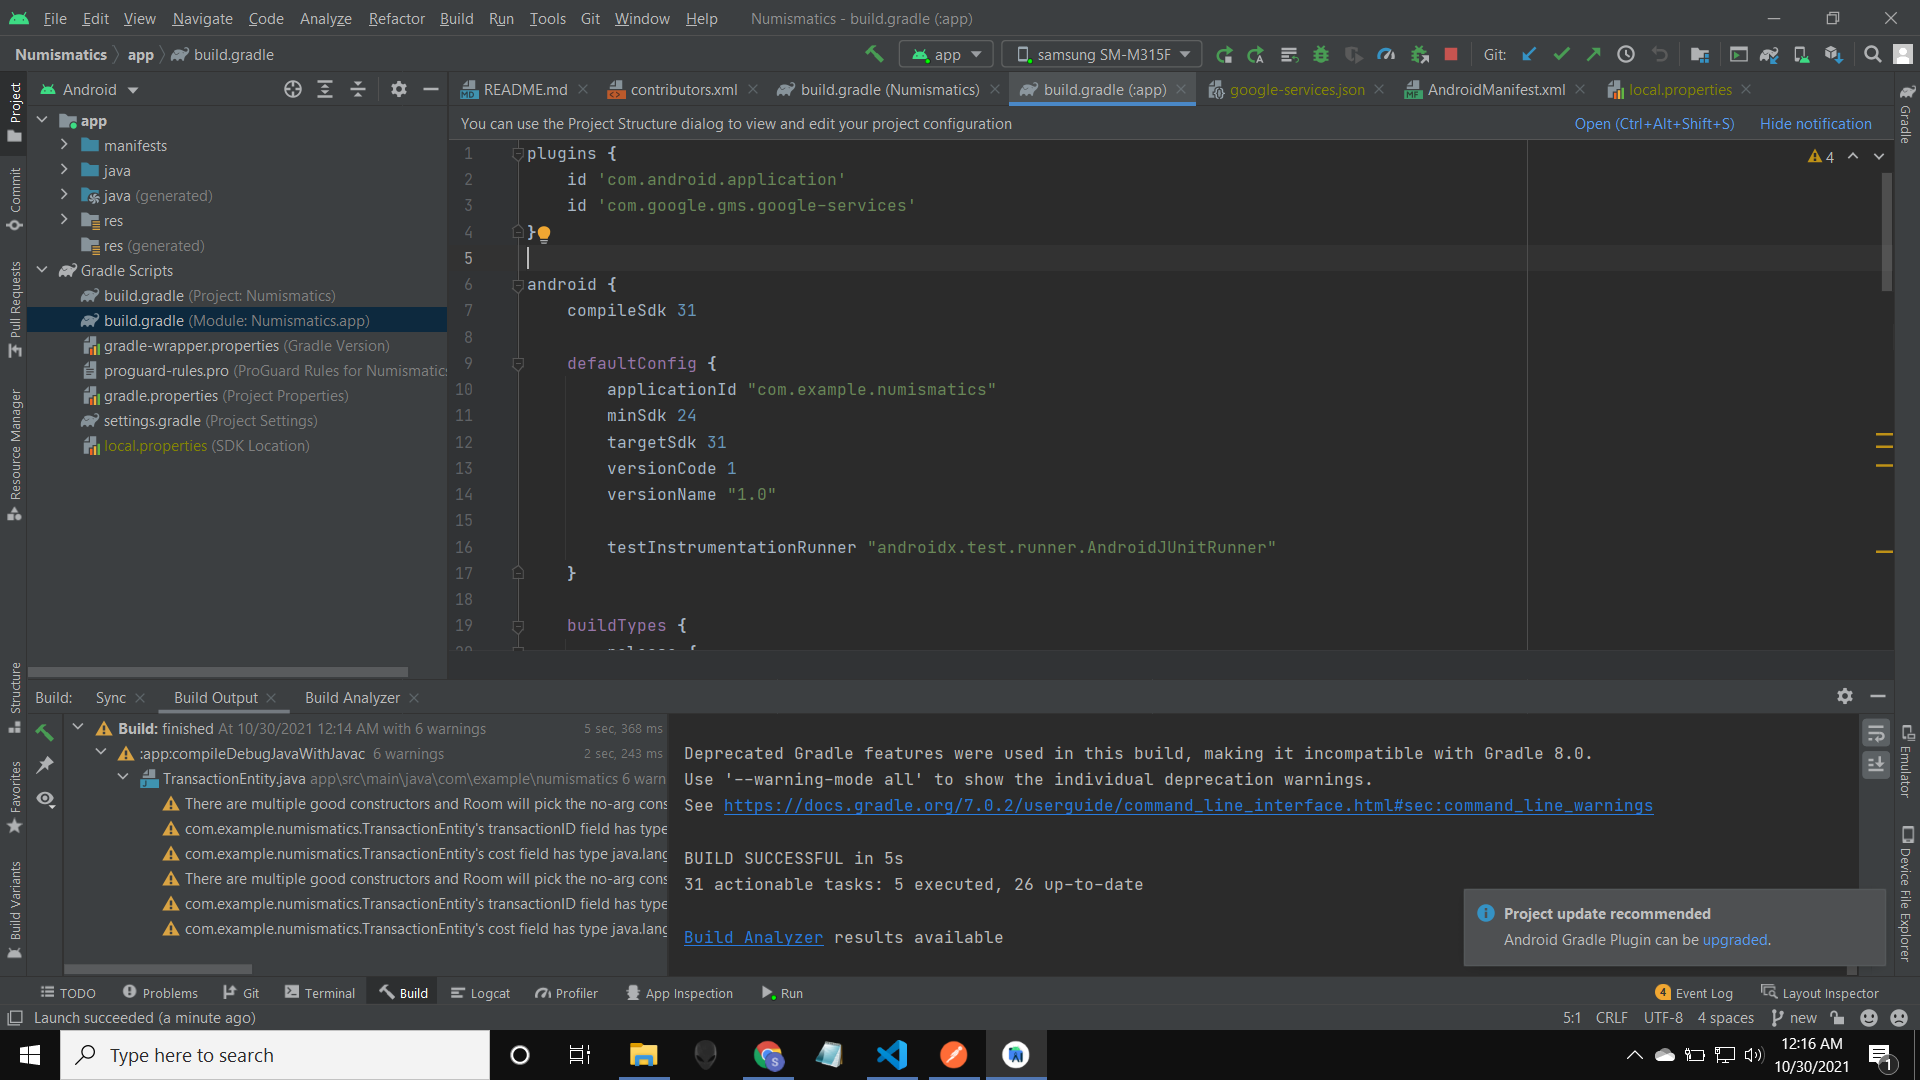 File Edit View Navigate Code Analyze Refactor Build Run Tools Git Window Help Numismatics - build.gradle (:app)
Numismatics app build.gradle app samsung SM-M315F Git:
Android
README.md contributors.xml build.gradle (Numismatics) build.gradle (:app) google-services.json AndroidManifest.xml local.properties
You can use the Project Structure dialog to view and edit your project configuration Open (Ctrl+Alt+Shift+S) Hide notification
Project
Commit
Pull Requests
Resource Manager
Structure
Favorites
Build Variants
app
manifests
java
java (generated)
res
res (generated)
Gradle Scripts
build.gradle (Project: Numismatics)
build.gradle (Module: Numismatics.app)
gradle-wrapper.properties (Gradle Version)
proguard-rules.pro (ProGuard Rules for Numismatics
gradle.properties (Project Properties)
settings.gradle (Project Settings)
local.properties (SDK Location)
4
1 plugins {
2 id 'com.android.application'
3 id 'com.google.gms.google-services'
4 }
5
6 android {
7 compileSdk 31
8
9 defaultConfig {
10 applicationId "com.example.numismatics"
11 minSdk 24
12 targetSdk 31
13 versionCode 1
14 versionName "1.0"
15
16 testInstrumentationRunner "androidx.test.runner.AndroidJUnitRunner"
17 }
18
19 buildTypes {
20 release {
Gradle
Emulator
Device File Explorer
Build: Sync Build Output Build Analyzer
Build: finished At 10/30/2021 12:14 AM with 6 warnings 5 sec, 368 ms
:app:compileDebugJavaWithJavac 6 warnings 2 sec, 243 ms
TransactionEntity.java app\src\main\java\com\example\numismatics 6 warn
There are multiple good constructors and Room will pick the no-arg cons
com.example.numismatics.TransactionEntity's transactionID field has type
com.example.numismatics.TransactionEntity's cost field has type java.lang
There are multiple good constructors and Room will pick the no-arg cons
com.example.numismatics.TransactionEntity's transactionID field has type
com.example.numismatics.TransactionEntity's cost field has type java.lang
Deprecated Gradle features were used in this build, making it incompatible with Gradle 8.0.
Use '--warning-mode all' to show the individual deprecation warnings.
See https://docs.gradle.org/7.0.2/userguide/command_line_interface.html#sec:command_line_warnings
BUILD SUCCESSFUL in 5s
31 actionable tasks: 5 executed, 26 up-to-date
Build Analyzer results available
Project update recommended
Android Gradle Plugin can be upgraded.
TODO Problems Git Terminal Build Logcat Profiler App Inspection Run 4 Event Log Layout Inspector
Launch succeeded (a minute ago) 5:1 CRLF UTF-8 4 spaces new
Type here to search
12:16 AM
10/30/2021
1